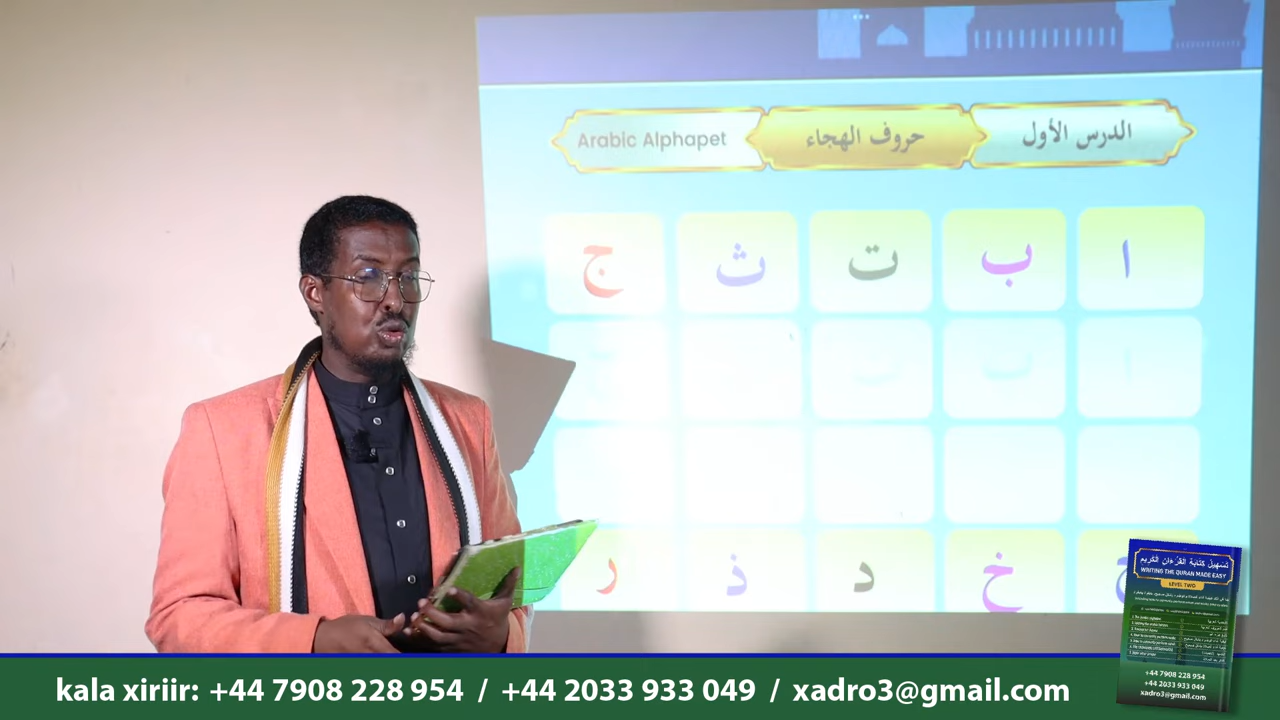 الدرس الأول
حروف الهجاء
Arabic Alphapet
ا ب ت ث ج
خ د ذ ر
تسهيل كتابة القرءان الكريم
WRITING THE QURAN MADE EASY
LEVEL TWO
+44 7908 228 954
+44 2033 933 049
xadro3@gmail.com
kala xiriir: +44 7908 228 954 / +44 2033 933 049 / xadro3@gmail.com